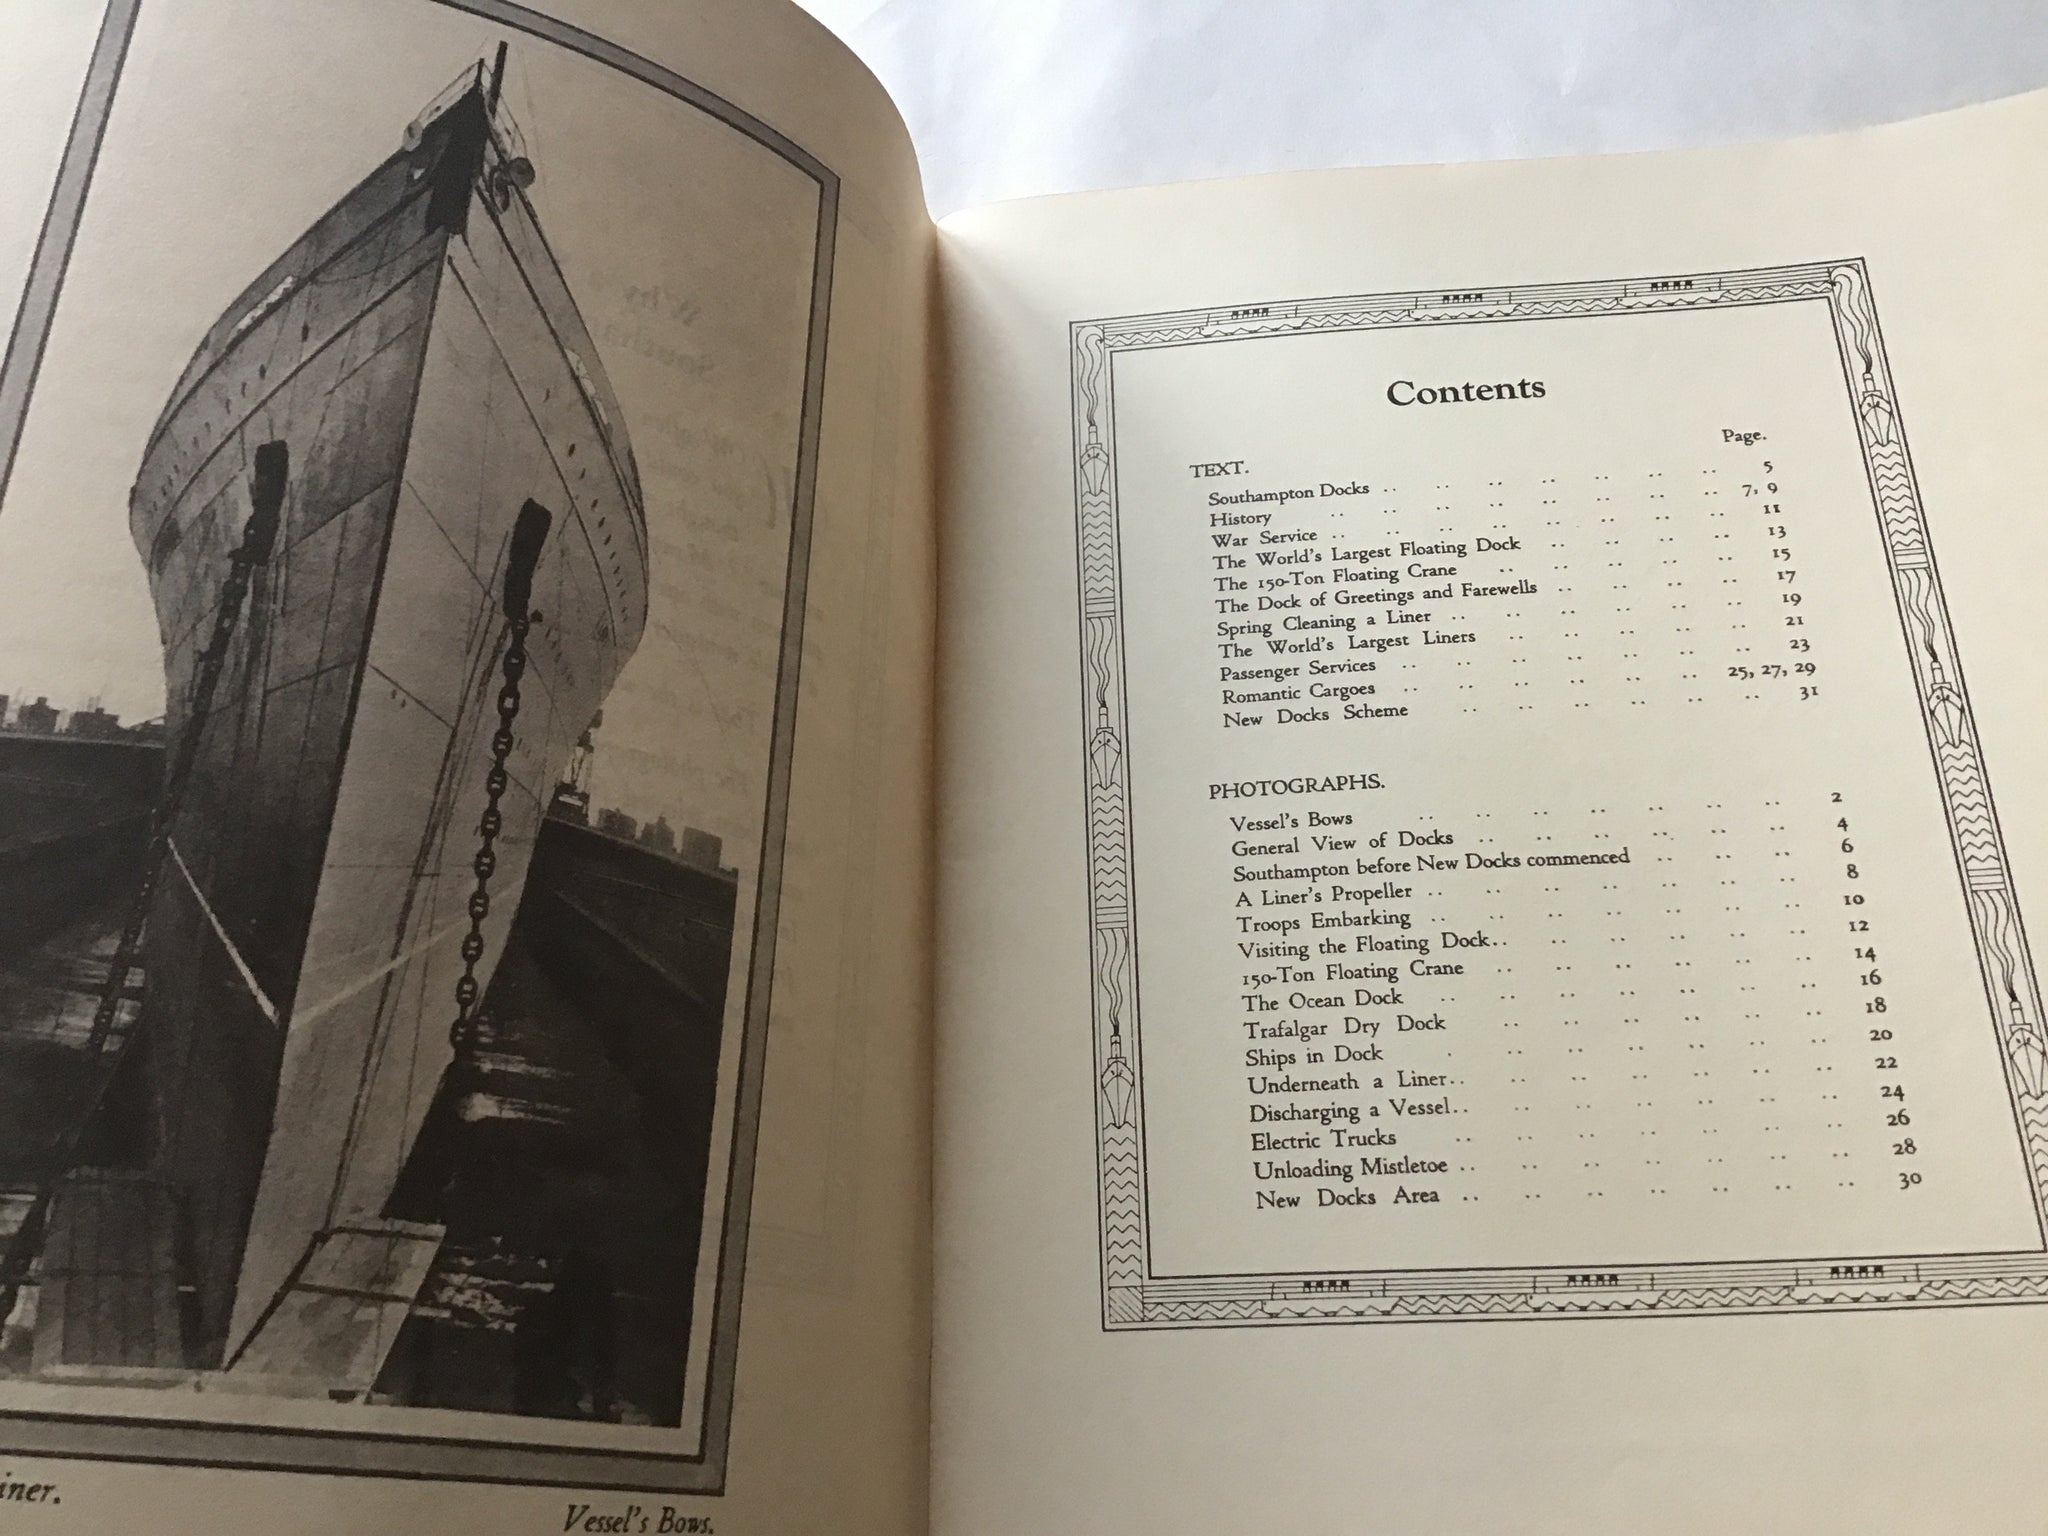 iner.
Vessel's Bows.
Contents
Page.
TEXT.
Southampton Docks .. .. .. .. .. .. .. 5
History .. .. .. .. .. .. .. 7, 9
War Service .. .. .. .. .. .. .. 11
The World's Largest Floating Dock .. .. .. .. 13
The 150-Ton Floating Crane .. .. .. .. .. 15
The Dock of Greetings and Farewells .. .. .. .. 17
Spring Cleaning a Liner .. .. .. .. .. .. 19
The World's Largest Liners .. .. .. .. .. 21
Passenger Services .. .. .. .. .. .. .. 23
Romantic Cargoes .. .. .. .. .. .. 25, 27, 29
New Docks Scheme .. .. .. .. .. .. 31
PHOTOGRAPHS.
Vessel's Bows .. .. .. .. .. .. .. 2
General View of Docks .. .. .. .. .. .. 4
Southampton before New Docks commenced .. .. .. 6
A Liner's Propeller .. .. .. .. .. .. .. 8
Troops Embarking .. .. .. .. .. .. .. 10
Visiting the Floating Dock.. .. .. .. .. .. 12
150-Ton Floating Crane .. .. .. .. .. .. 14
The Ocean Dock .. .. .. .. .. .. .. 16
Trafalgar Dry Dock .. .. .. .. .. .. 18
Ships in Dock . .. .. .. .. .. .. 20
Underneath a Liner.. .. .. .. .. .. .. 22
Discharging a Vessel.. .. .. .. .. .. .. 24
Electric Trucks .. .. .. .. .. .. .. 26
Unloading Mistletoe .. .. .. .. .. .. .. 28
New Docks Area .. .. .. .. .. .. .. 30